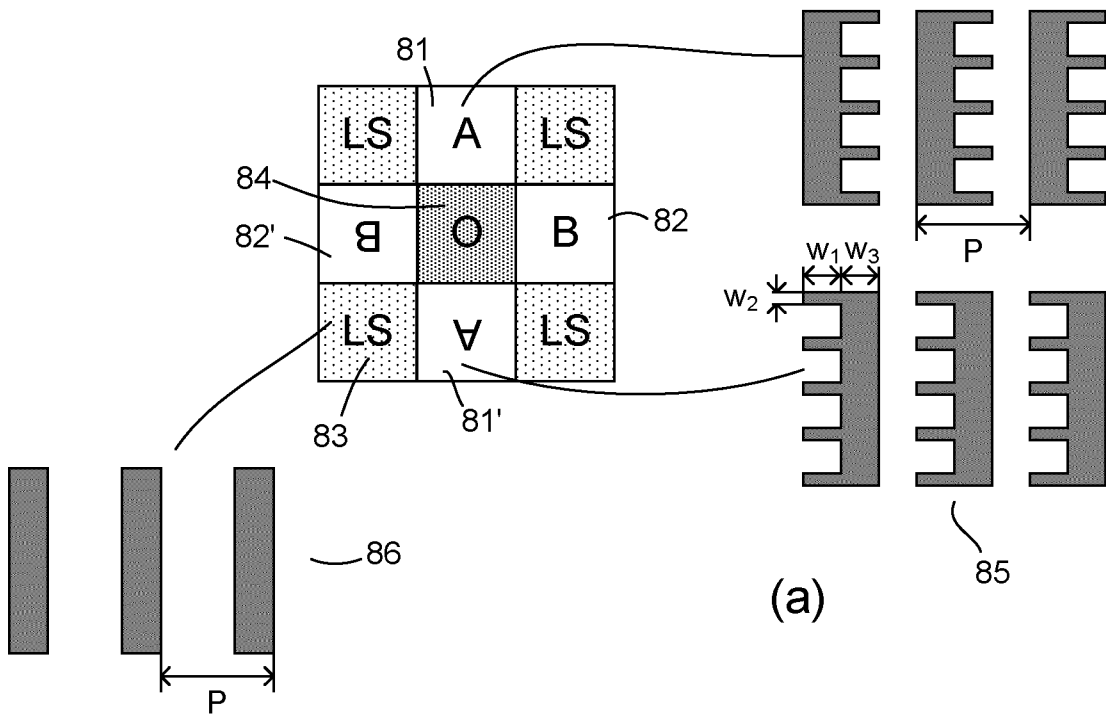 81
LS A LS
84
82' B O B 82
P
W₁ W₃
W₂
LS A LS
83
81'
86
85
(a)
P